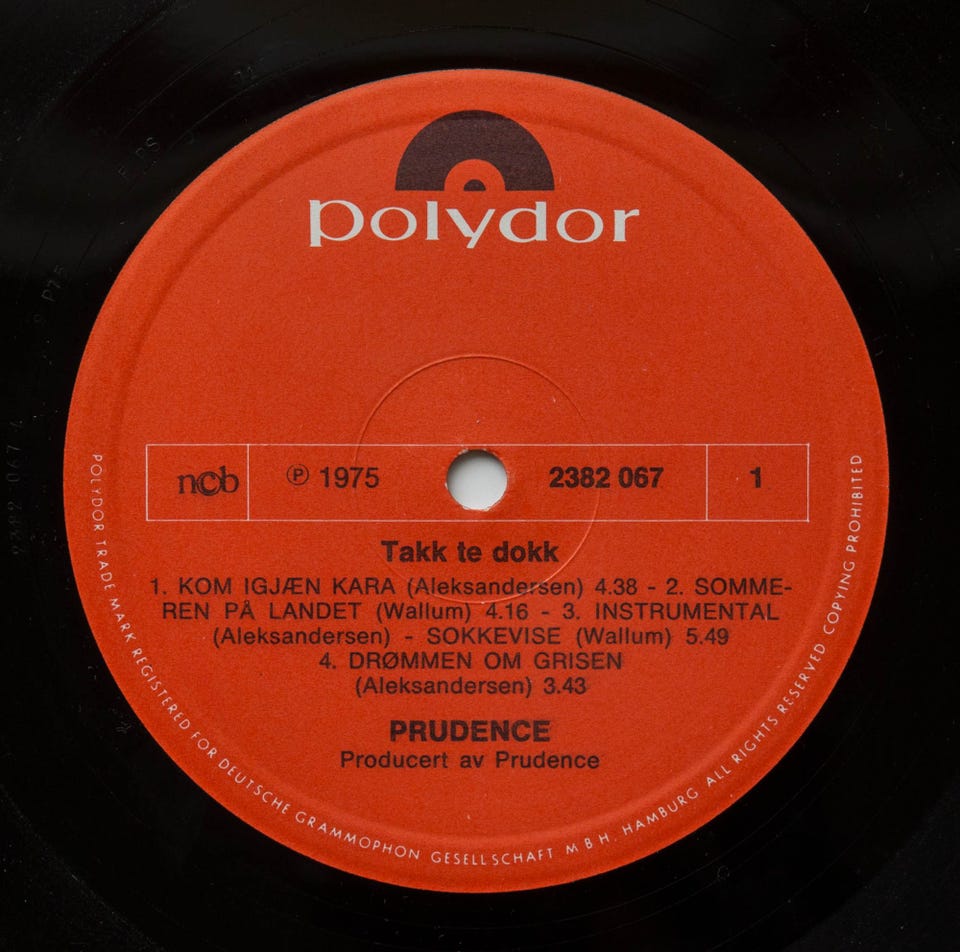 polydor
ncb
℗ 1975
2382 067
1
Takk te dokk
1. KOM IGJÆN KARA (Aleksandersen) 4.38 - 2. SOMME-
REN PÅ LANDET (Wallum) 4.16 - 3. INSTRUMENTAL
(Aleksandersen) - SOKKEVISE (Wallum) 5.49
4. DRØMMEN OM GRISEN
(Aleksandersen) 3.43
PRUDENCE
Producert av Prudence
POLYDOR TRADE MARK REGISTERED FOR DEUTSCHE GRAMMOPHON GESELLSCHAFT M B H. HAMBURG ALL RIGHTS RESERVED COPYING PROHIBITED